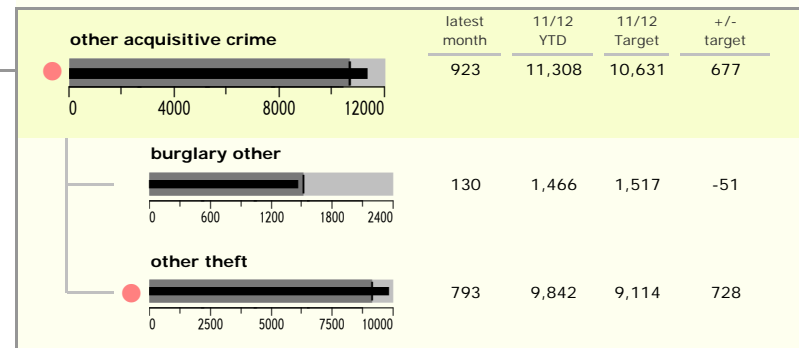 latest 11/12 11/12 +/-
other acquisitive crime month YTD Target target
923 11,308 10,631 677
0 4000 8000 12000
burglary other
130 1,466 1,517 -51
0 600 1200 1800 2400
other theft
793 9,842 9,114 728
0 2500 5000 7500 10000